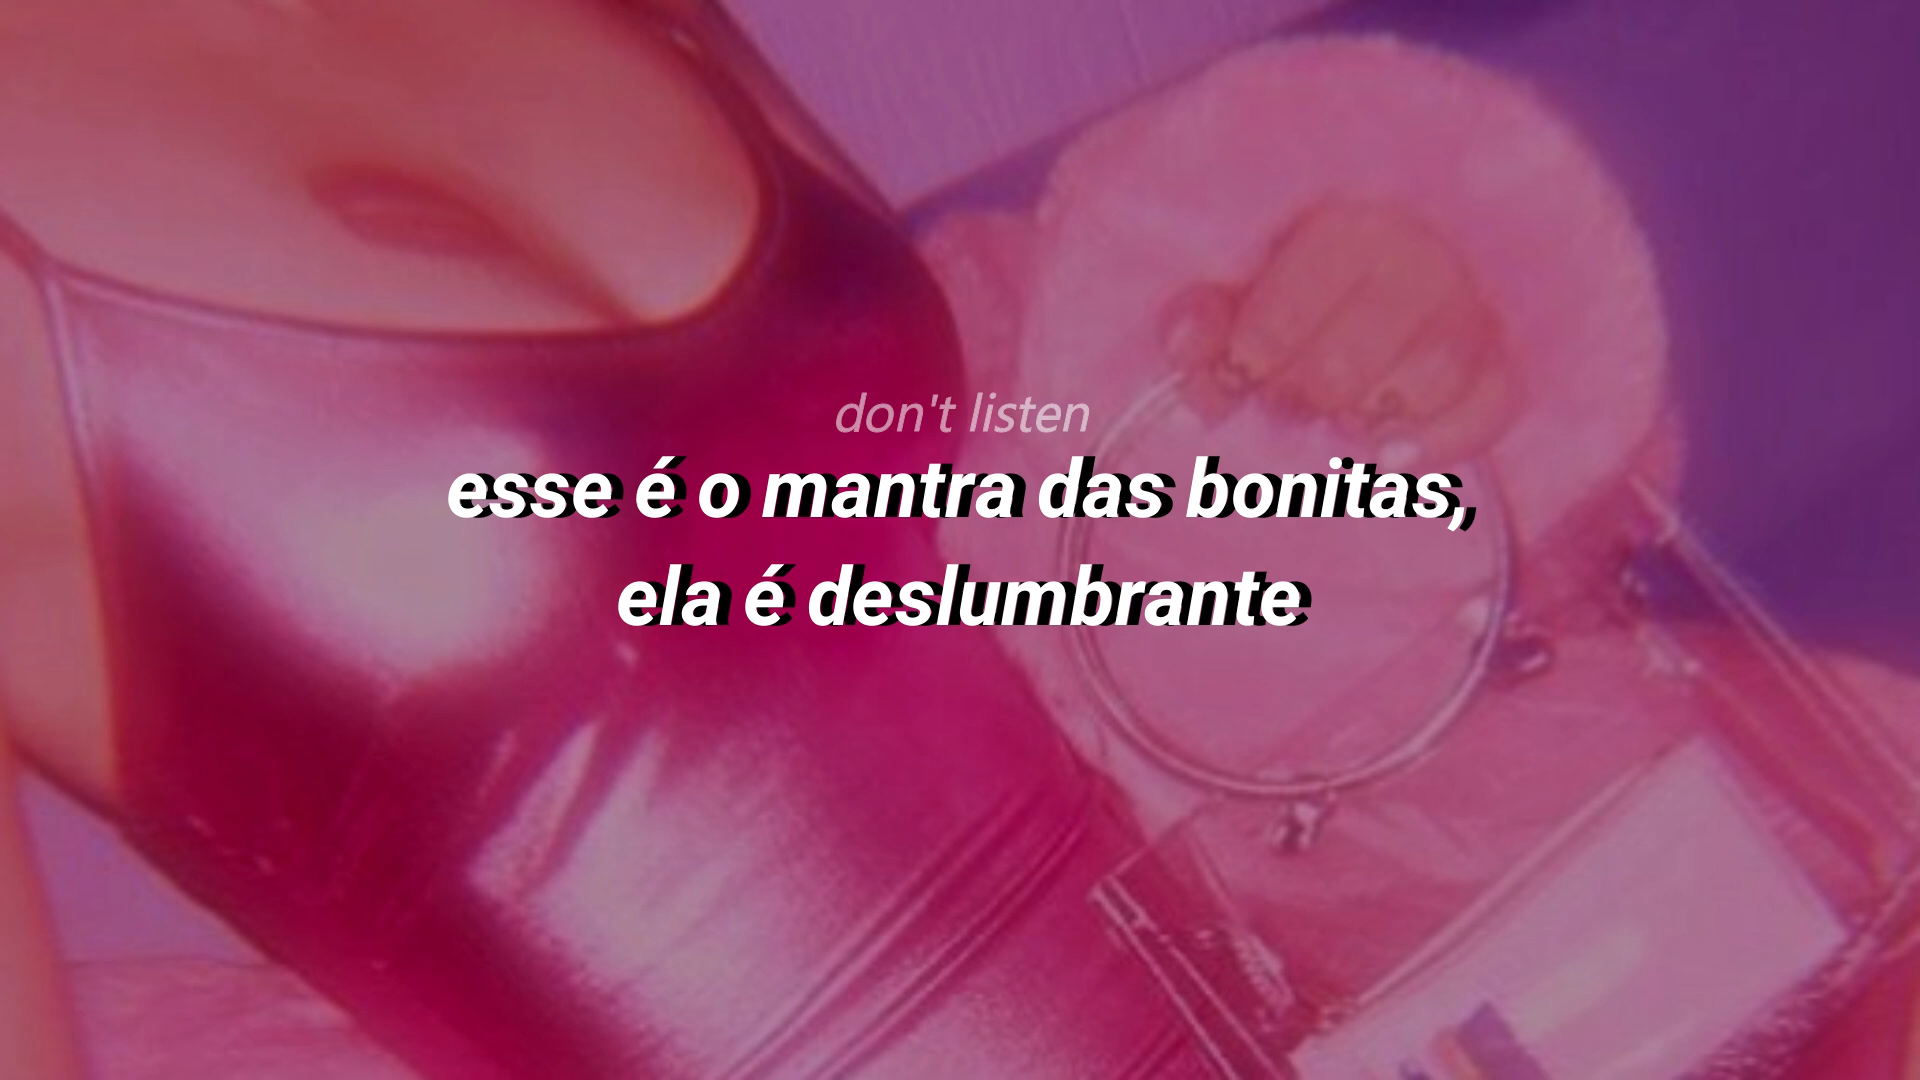 don't listen
esse é o mantra das bonitas,
ela é deslumbrante